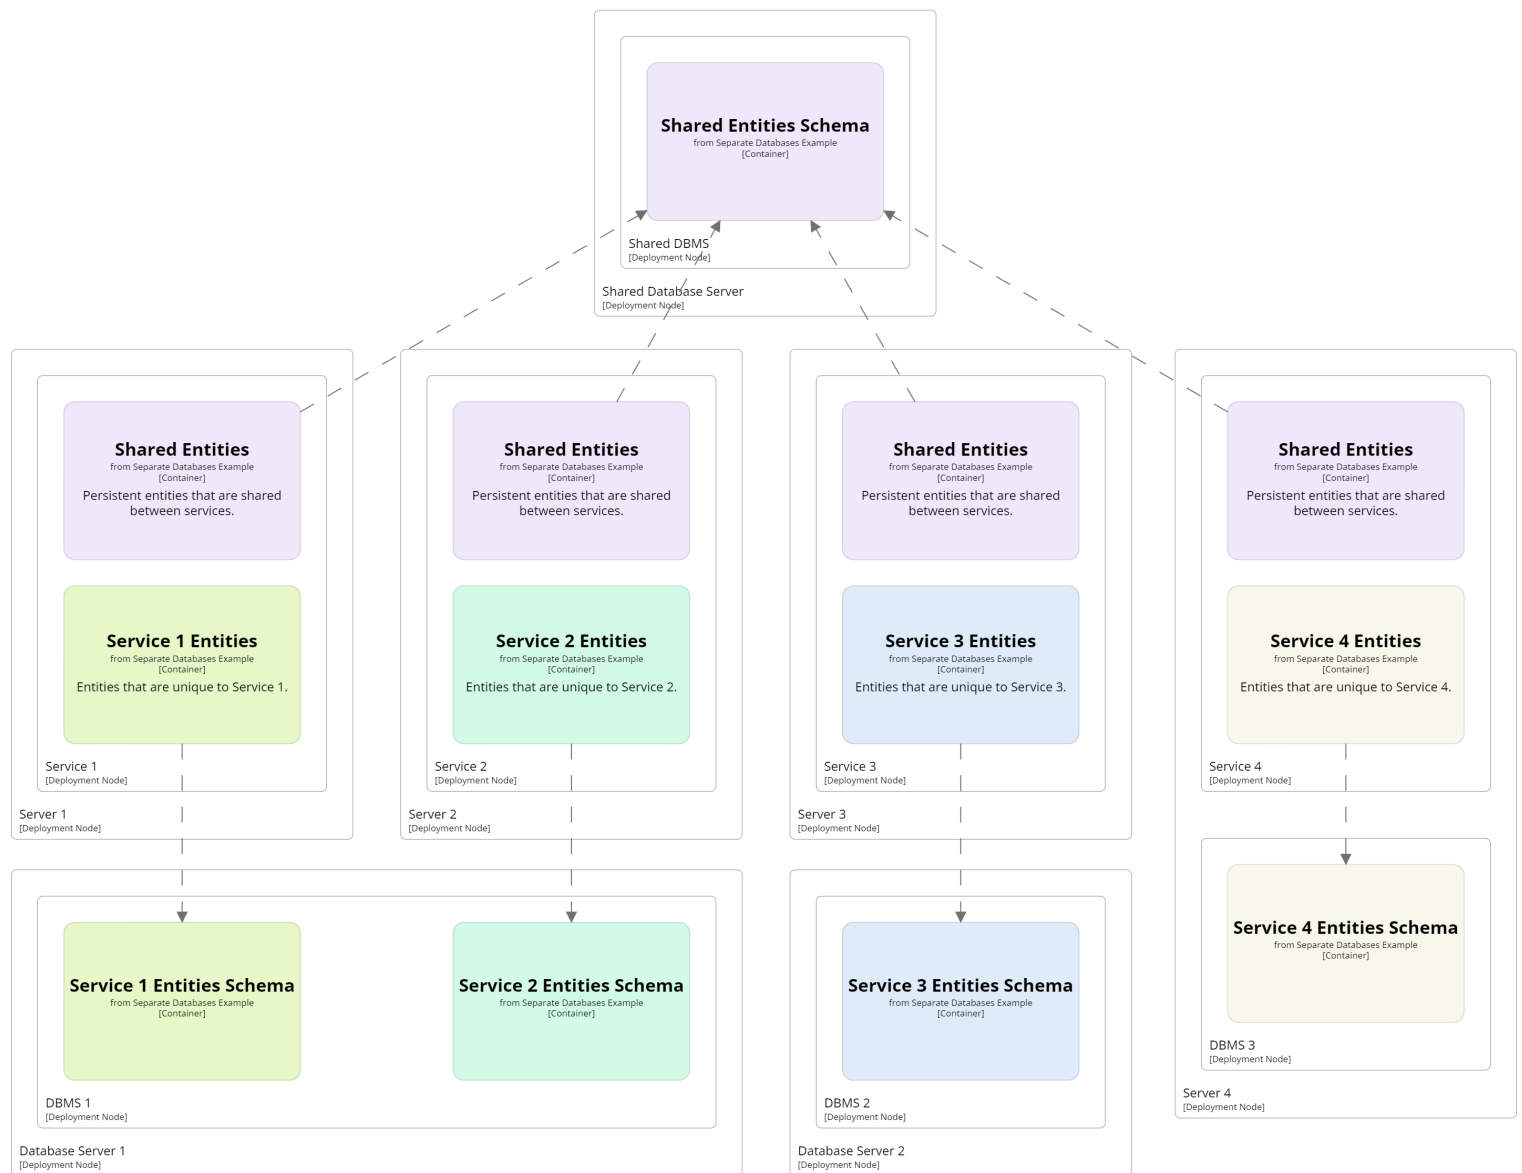 Shared Entities Schema
from Separate Databases Example
[Container]
Shared DBMS
[Deployment Node]
Shared Database Server
[Deployment Node]
Shared Entities
from Separate Databases Example
[Container]
Persistent entities that are shared
between services.
Service 1 Entities
from Separate Databases Example
[Container]
Entities that are unique to Service 1.
Service 1
[Deployment Node]
Server 1
[Deployment Node]
Shared Entities
from Separate Databases Example
[Container]
Persistent entities that are shared
between services.
Service 2 Entities
from Separate Databases Example
[Container]
Entities that are unique to Service 2.
Service 2
[Deployment Node]
Server 2
[Deployment Node]
Shared Entities
from Separate Databases Example
[Container]
Persistent entities that are shared
between services.
Service 3 Entities
from Separate Databases Example
[Container]
Entities that are unique to Service 3.
Service 3
[Deployment Node]
Server 3
[Deployment Node]
Shared Entities
from Separate Databases Example
[Container]
Persistent entities that are shared
between services.
Service 4 Entities
from Separate Databases Example
[Container]
Entities that are unique to Service 4.
Service 4
[Deployment Node]
Service 1 Entities Schema
from Separate Databases Example
[Container]
Service 2 Entities Schema
from Separate Databases Example
[Container]
DBMS 1
[Deployment Node]
Database Server 1
[Deployment Node]
Service 3 Entities Schema
from Separate Databases Example
[Container]
DBMS 2
[Deployment Node]
Database Server 2
[Deployment Node]
Service 4 Entities Schema
from Separate Databases Example
[Container]
DBMS 3
[Deployment Node]
Server 4
[Deployment Node]